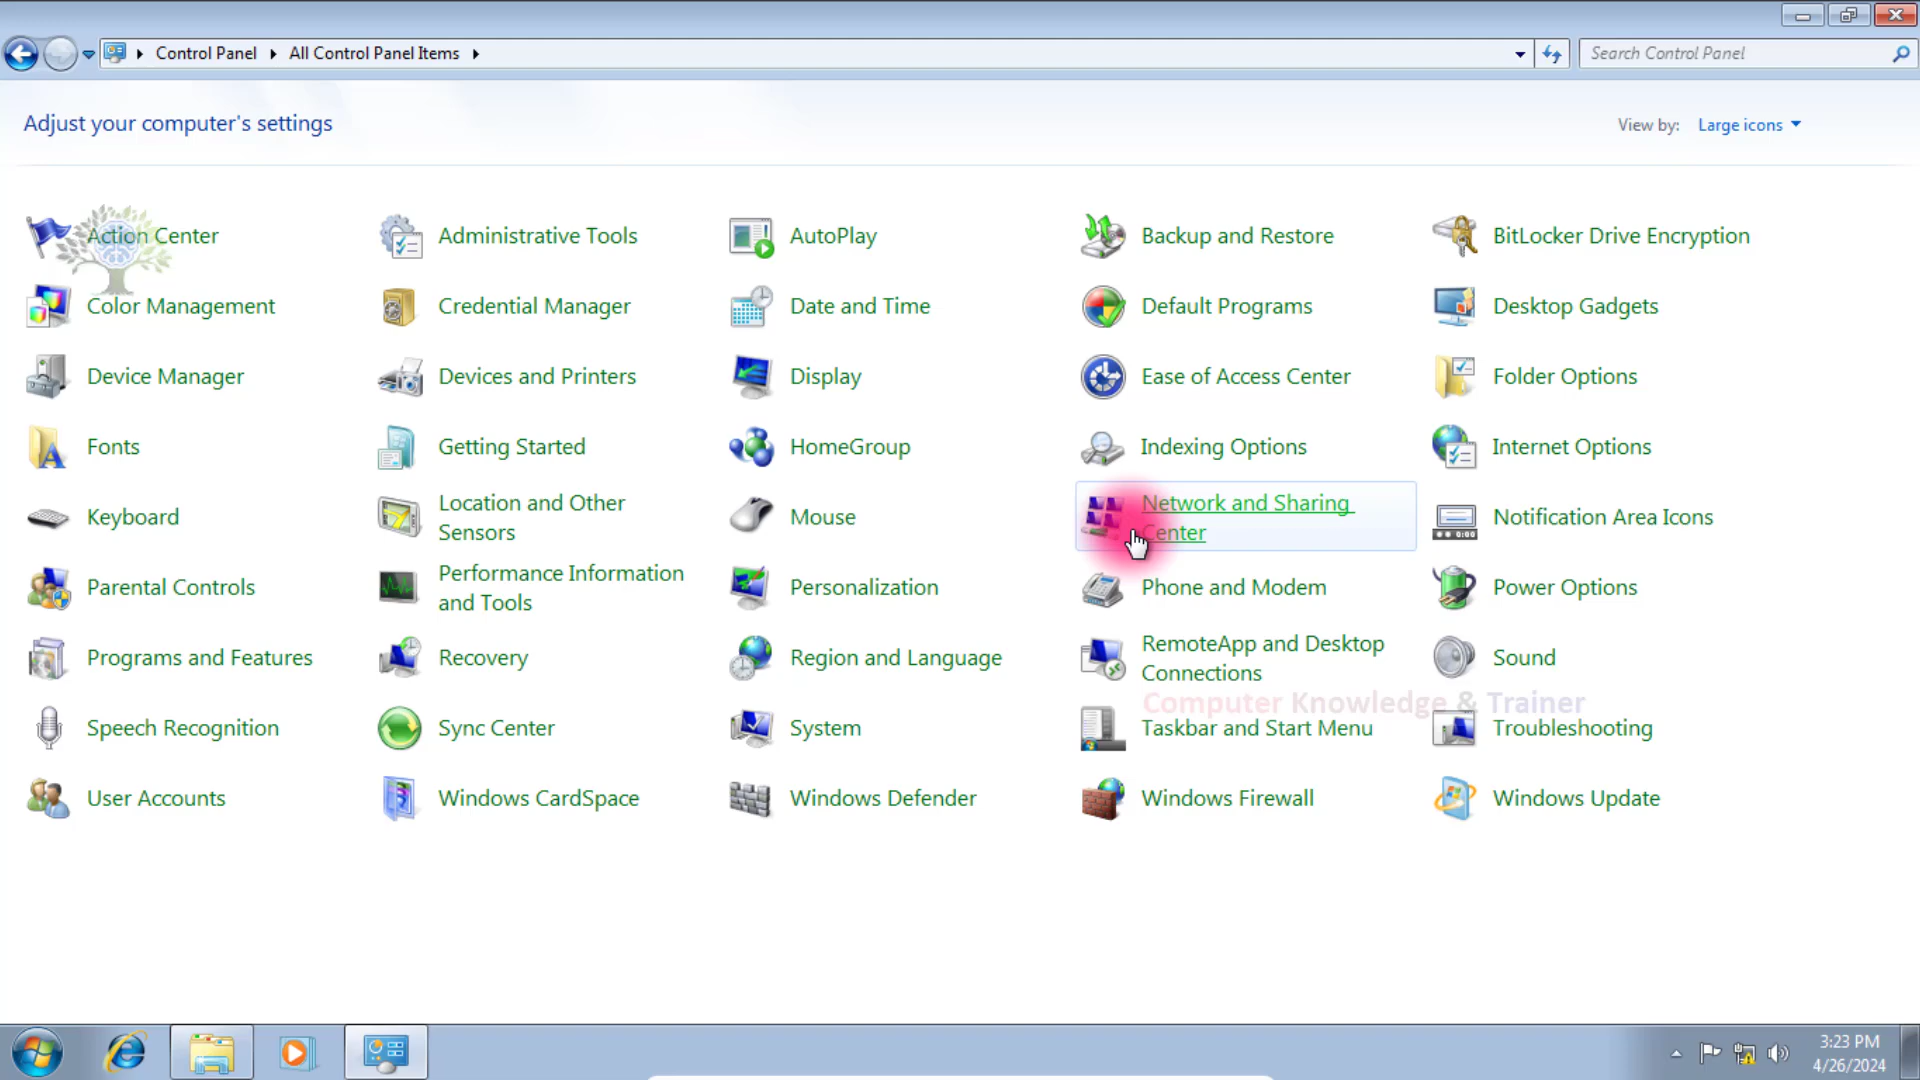 Control Panel
All Control Panel Items
Search Control Panel
Adjust your computer's settings
View by: Large icons
Action Center
Administrative Tools
AutoPlay
Backup and Restore
BitLocker Drive Encryption
Color Management
Credential Manager
Date and Time
Default Programs
Desktop Gadgets
Device Manager
Devices and Printers
Display
Ease of Access Center
Folder Options
Fonts
Getting Started
HomeGroup
Indexing Options
Internet Options
Keyboard
Location and Other
Sensors
Mouse
Network and Sharing
Center
Notification Area Icons
Parental Controls
Performance Information
and Tools
Personalization
Phone and Modem
Power Options
Programs and Features
Recovery
Region and Language
RemoteApp and Desktop
Connections
Sound
Computer Knowledge & Trainer
Speech Recognition
Sync Center
System
Taskbar and Start Menu
Troubleshooting
User Accounts
Windows CardSpace
Windows Defender
Windows Firewall
Windows Update
3:23 PM
4/26/2024